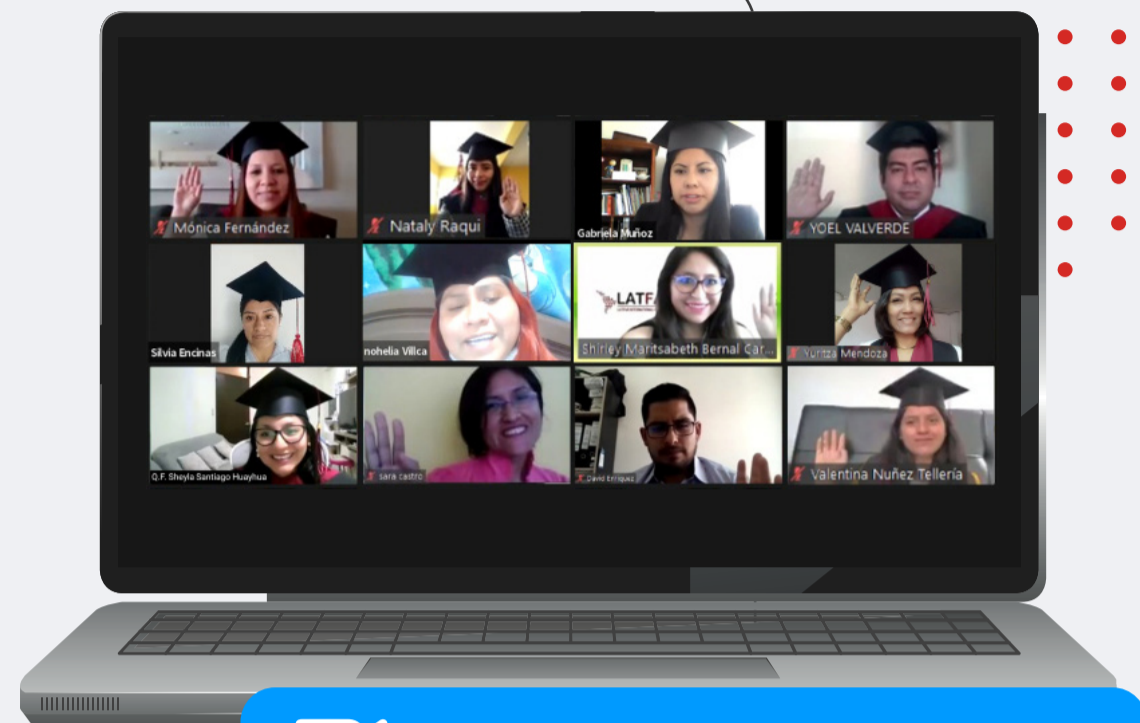 Mónica Fernández
Nataly Raqui
Gabriela Muñoz
YOEL VALVERDE
Silvia Encinas
nohelia Villca
LATFA
Shirley Maritsabeth Bernal Car...
Yuritza Mendoza
Q.F. Sheyla Santiago Huayhua
sara castro
David Enriquez
Valentina Nuñez Tellería